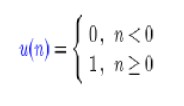 u(n) = { 0, n < 0
1, n ≥ 0